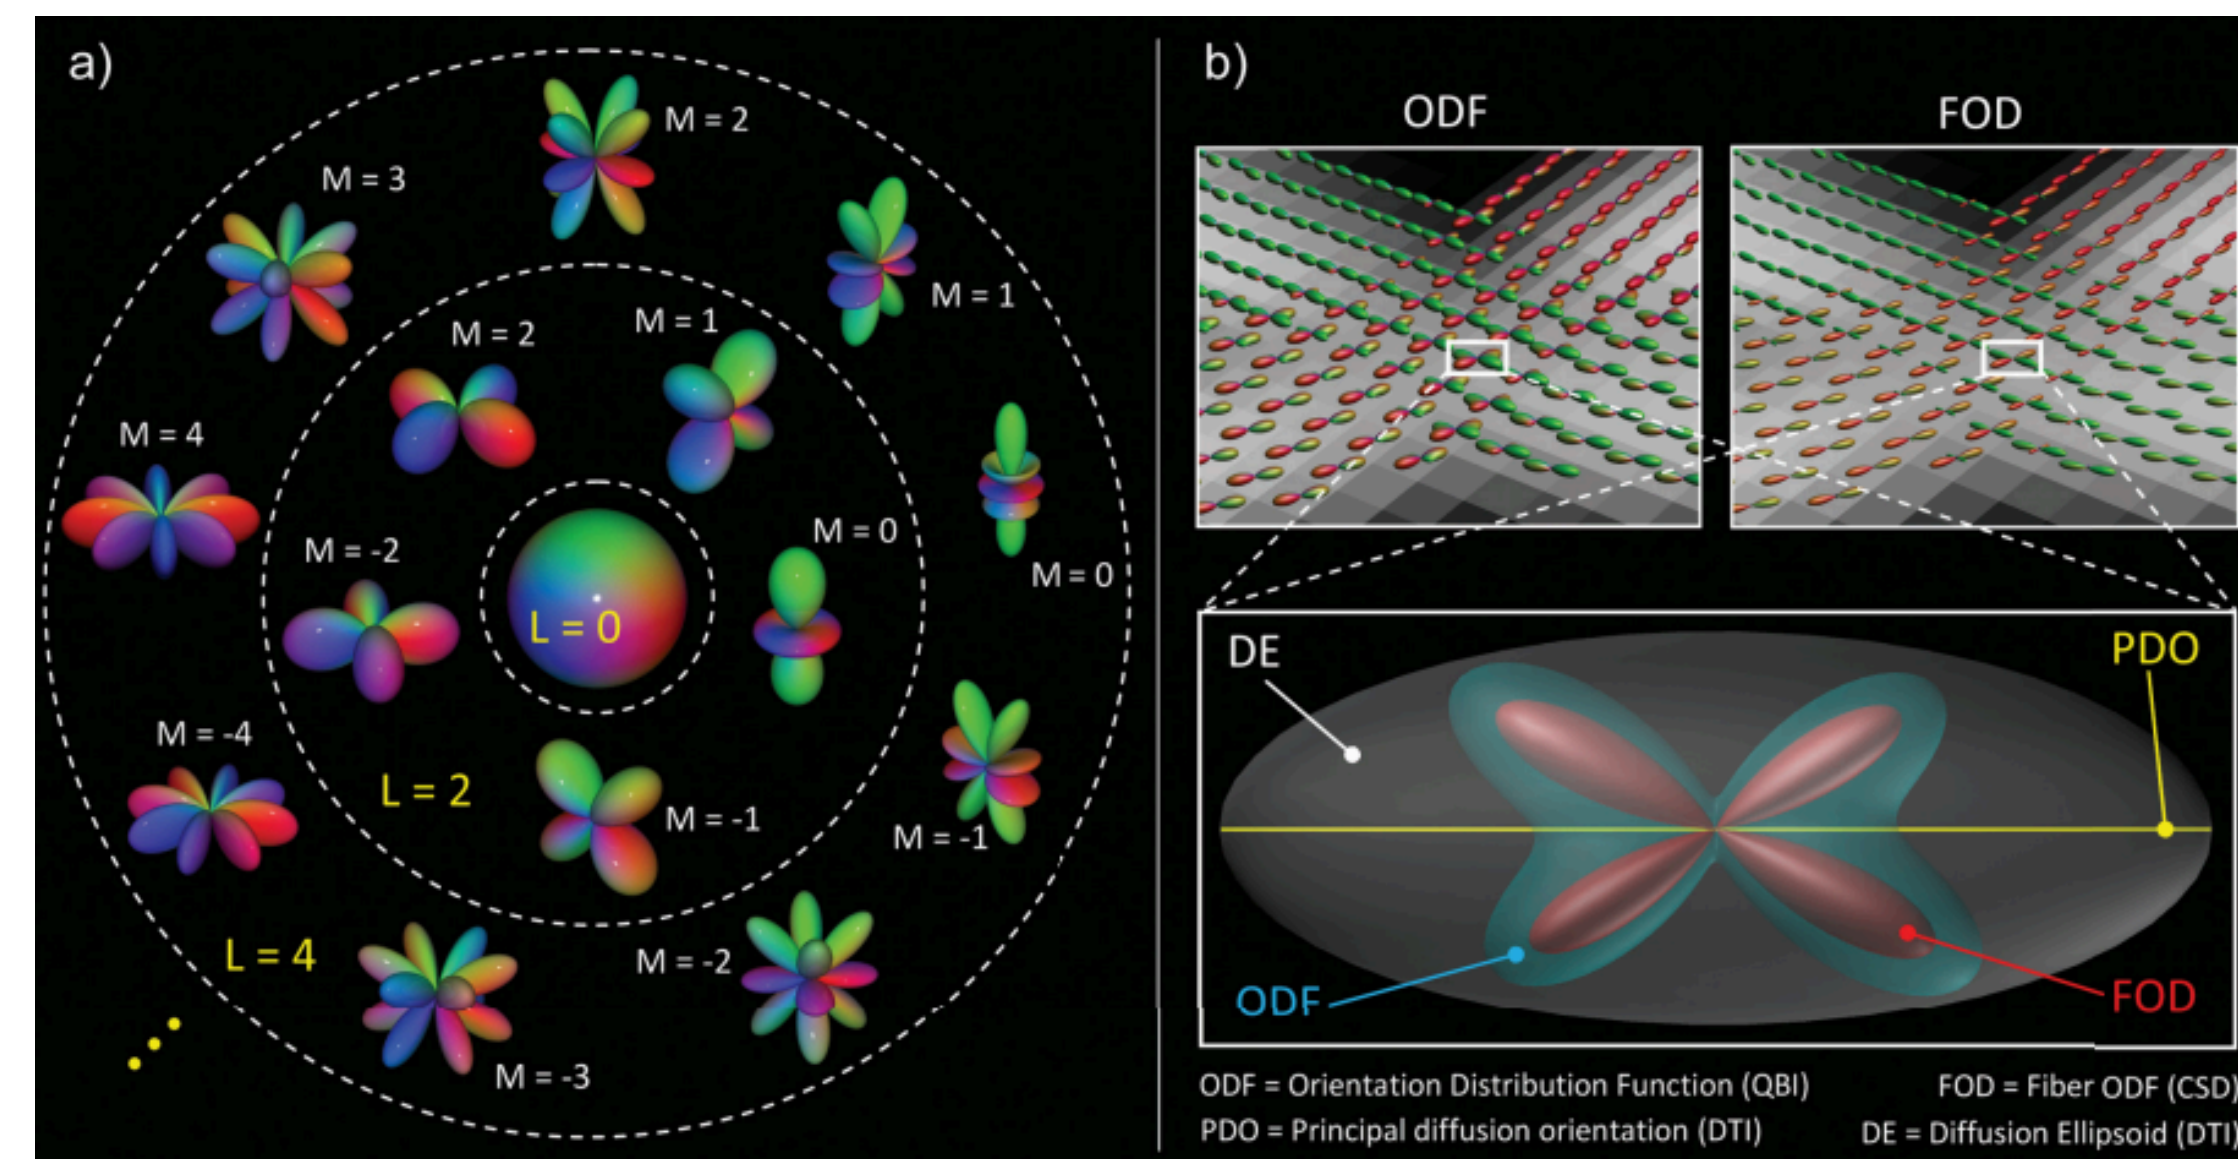 a)
M = 2
M = 3
M = 1
M = 2
M = 1
M = 4
M = 0
M = -2
M = 0
L = 0
M = -4
L = 2
M = -1
M = -1
L = 4
M = -2
M = -3
b)
ODF
FOD
DE
PDO
ODF
FOD
ODF = Orientation Distribution Function (QBI)
FOD = Fiber ODF (CSD)
PDO = Principal diffusion orientation (DTI)
DE = Diffusion Ellipsoid (DTI)